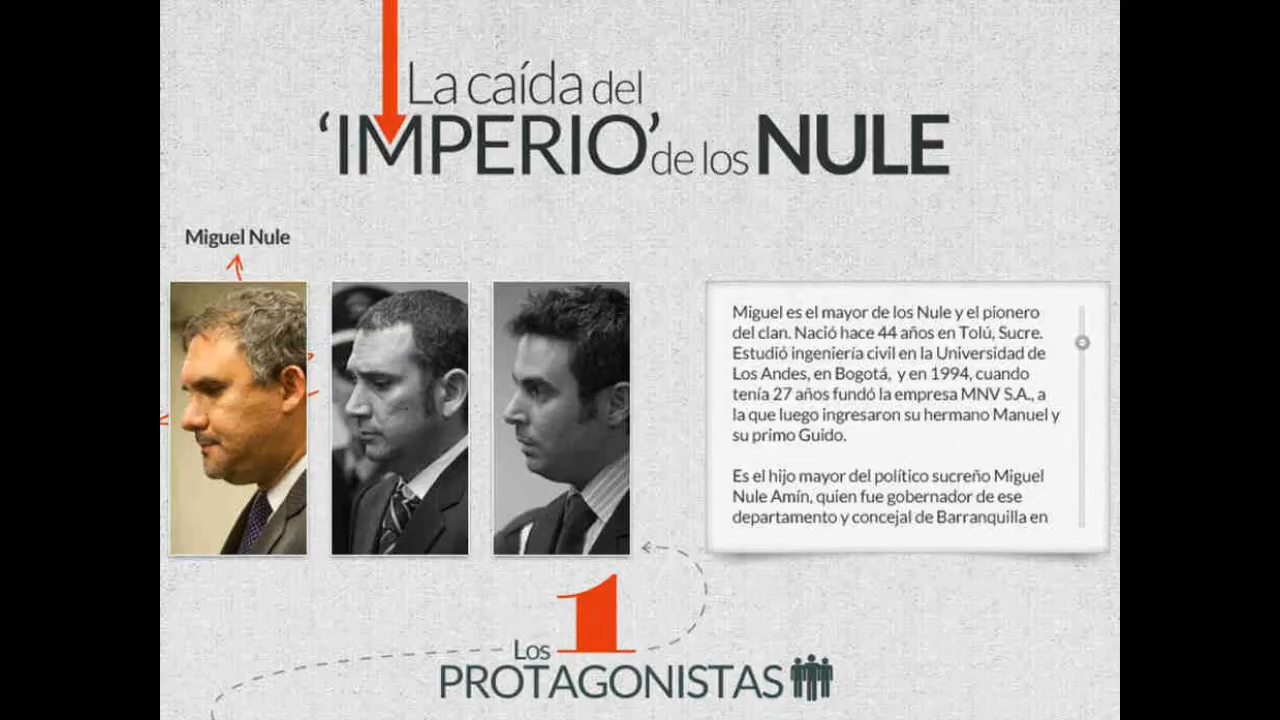 La caída del
‘IMPERIO’ de los NULE
Miguel Nule
Miguel es el mayor de los Nule y el pionero
del clan. Nació hace 44 años en Tolú, Sucre.
Estudió ingeniería civil en la Universidad de
Los Andes, en Bogotá, y en 1994, cuando
tenía 27 años fundó la empresa MNV S.A., a
la que luego ingresaron su hermano Manuel y
su primo Guido.
Es el hijo mayor del político sucreño Miguel
Nule Amín, quien fue gobernador de ese
departamento y concejal de Barranquilla en
1
Los
PROTAGONISTAS